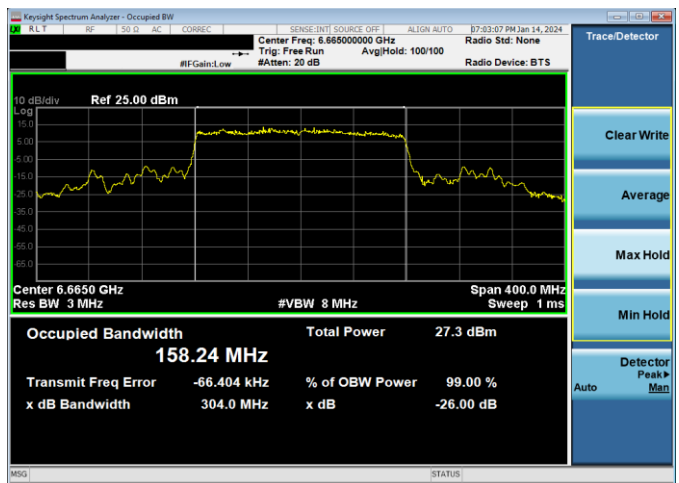 Keysight Spectrum Analyzer - Occupied BW
RLT RF 50 Ω AC CORREC SENSE:INT SOURCE OFF ALIGN AUTO 07:03:07 PM Jan 14, 2024
Center Freq: 6.665000000 GHz Radio Std: None
Trig: Free Run Avg|Hold: 100/100
#IFGain:Low #Atten: 20 dB Radio Device: BTS
Trace/Detector
10 dB/div Ref 25.00 dBm
Log
15.0
5.00
-5.00
-15.0
-25.0
-35.0
-45.0
-55.0
-65.0
Center 6.6650 GHz Span 400.0 MHz
Res BW 3 MHz #VBW 8 MHz Sweep 1 ms
Occupied Bandwidth Total Power 27.3 dBm
158.24 MHz
Transmit Freq Error -66.404 kHz % of OBW Power 99.00 %
x dB Bandwidth 304.0 MHz x dB -26.00 dB
Clear Write
Average
Max Hold
Min Hold
Detector
Peak▶
Auto Man
MSG STATUS